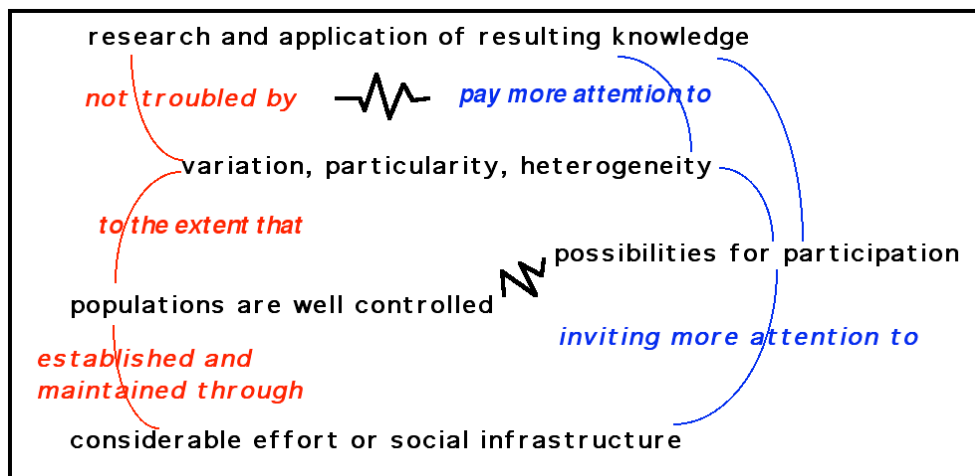 research and application of resulting knowledge
not troubled by
pay more attention to
variation, particularity, heterogeneity
to the extent that
possibilities for participation
populations are well controlled
inviting more attention to
established and
maintained through
considerable effort or social infrastructure